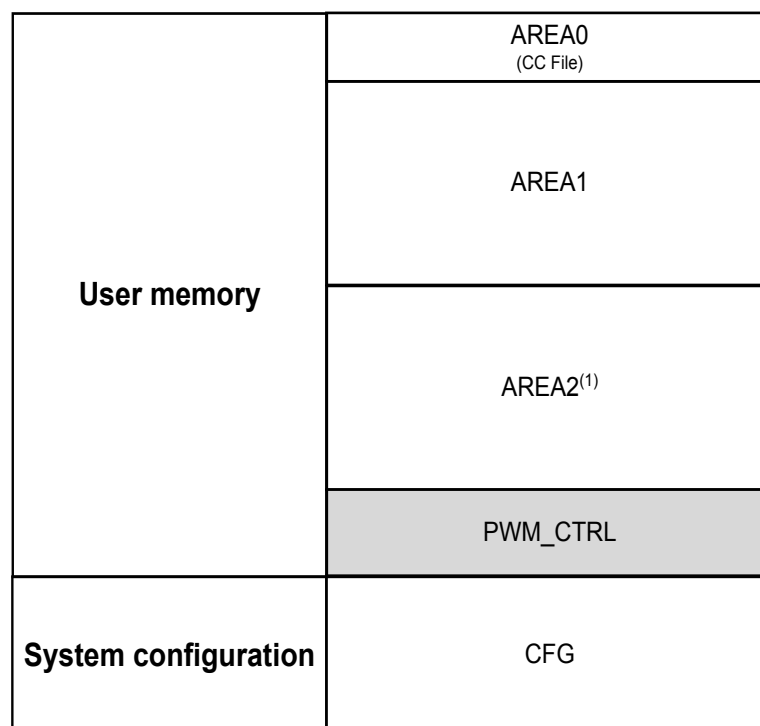 AREA0
(CC File)
AREA1
User memory
AREA2(1)
PWM_CTRL
System configuration
CFG